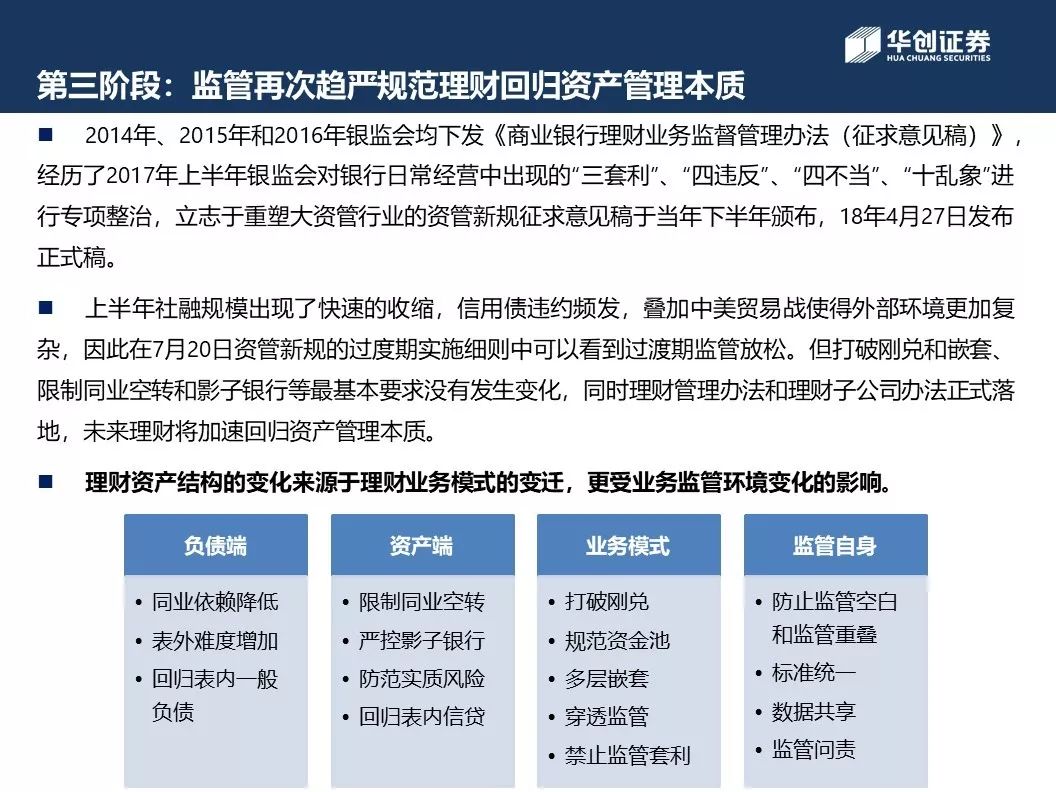 华创证券
HUA CHUANG SECURITIES
第三阶段：监管再次趋严规范理财回归资产管理本质
■ 2014年、2015年和2016年银监会均下发《商业银行理财业务监督管理办法（征求意见稿）》，
经历了2017年上半年银监会对银行日常经营中出现的“三套利”、“四违反”、“四不当”、“十乱象”进
行专项整治，立志于重塑大资管行业的资管新规征求意见稿于当年下半年颁布，18年4月27日发布
正式稿。
■ 上半年社融规模出现了快速的收缩，信用债违约频发，叠加中美贸易战使得外部环境更加复
杂，因此在7月20日资管新规的过度期实施细则中可以看到过渡期监管放松。但打破刚兑和嵌套、
限制同业空转和影子银行等最基本要求没有发生变化，同时理财管理办法和理财子公司办法正式落
地，未来理财将加速回归资产管理本质。
■ 理财资产结构的变化来源于理财业务模式的变迁，更受业务监管环境变化的影响。
负债端
• 同业依赖降低
• 表外难度增加
• 回归表内一般
负债
资产端
• 限制同业空转
• 严控影子银行
• 防范实质风险
• 回归表内信贷
业务模式
• 打破刚兑
• 规范资金池
• 多层嵌套
• 穿透监管
• 禁止监管套利
监管自身
• 防止监管空白
和监管重叠
• 标准统一
• 数据共享
• 监管问责